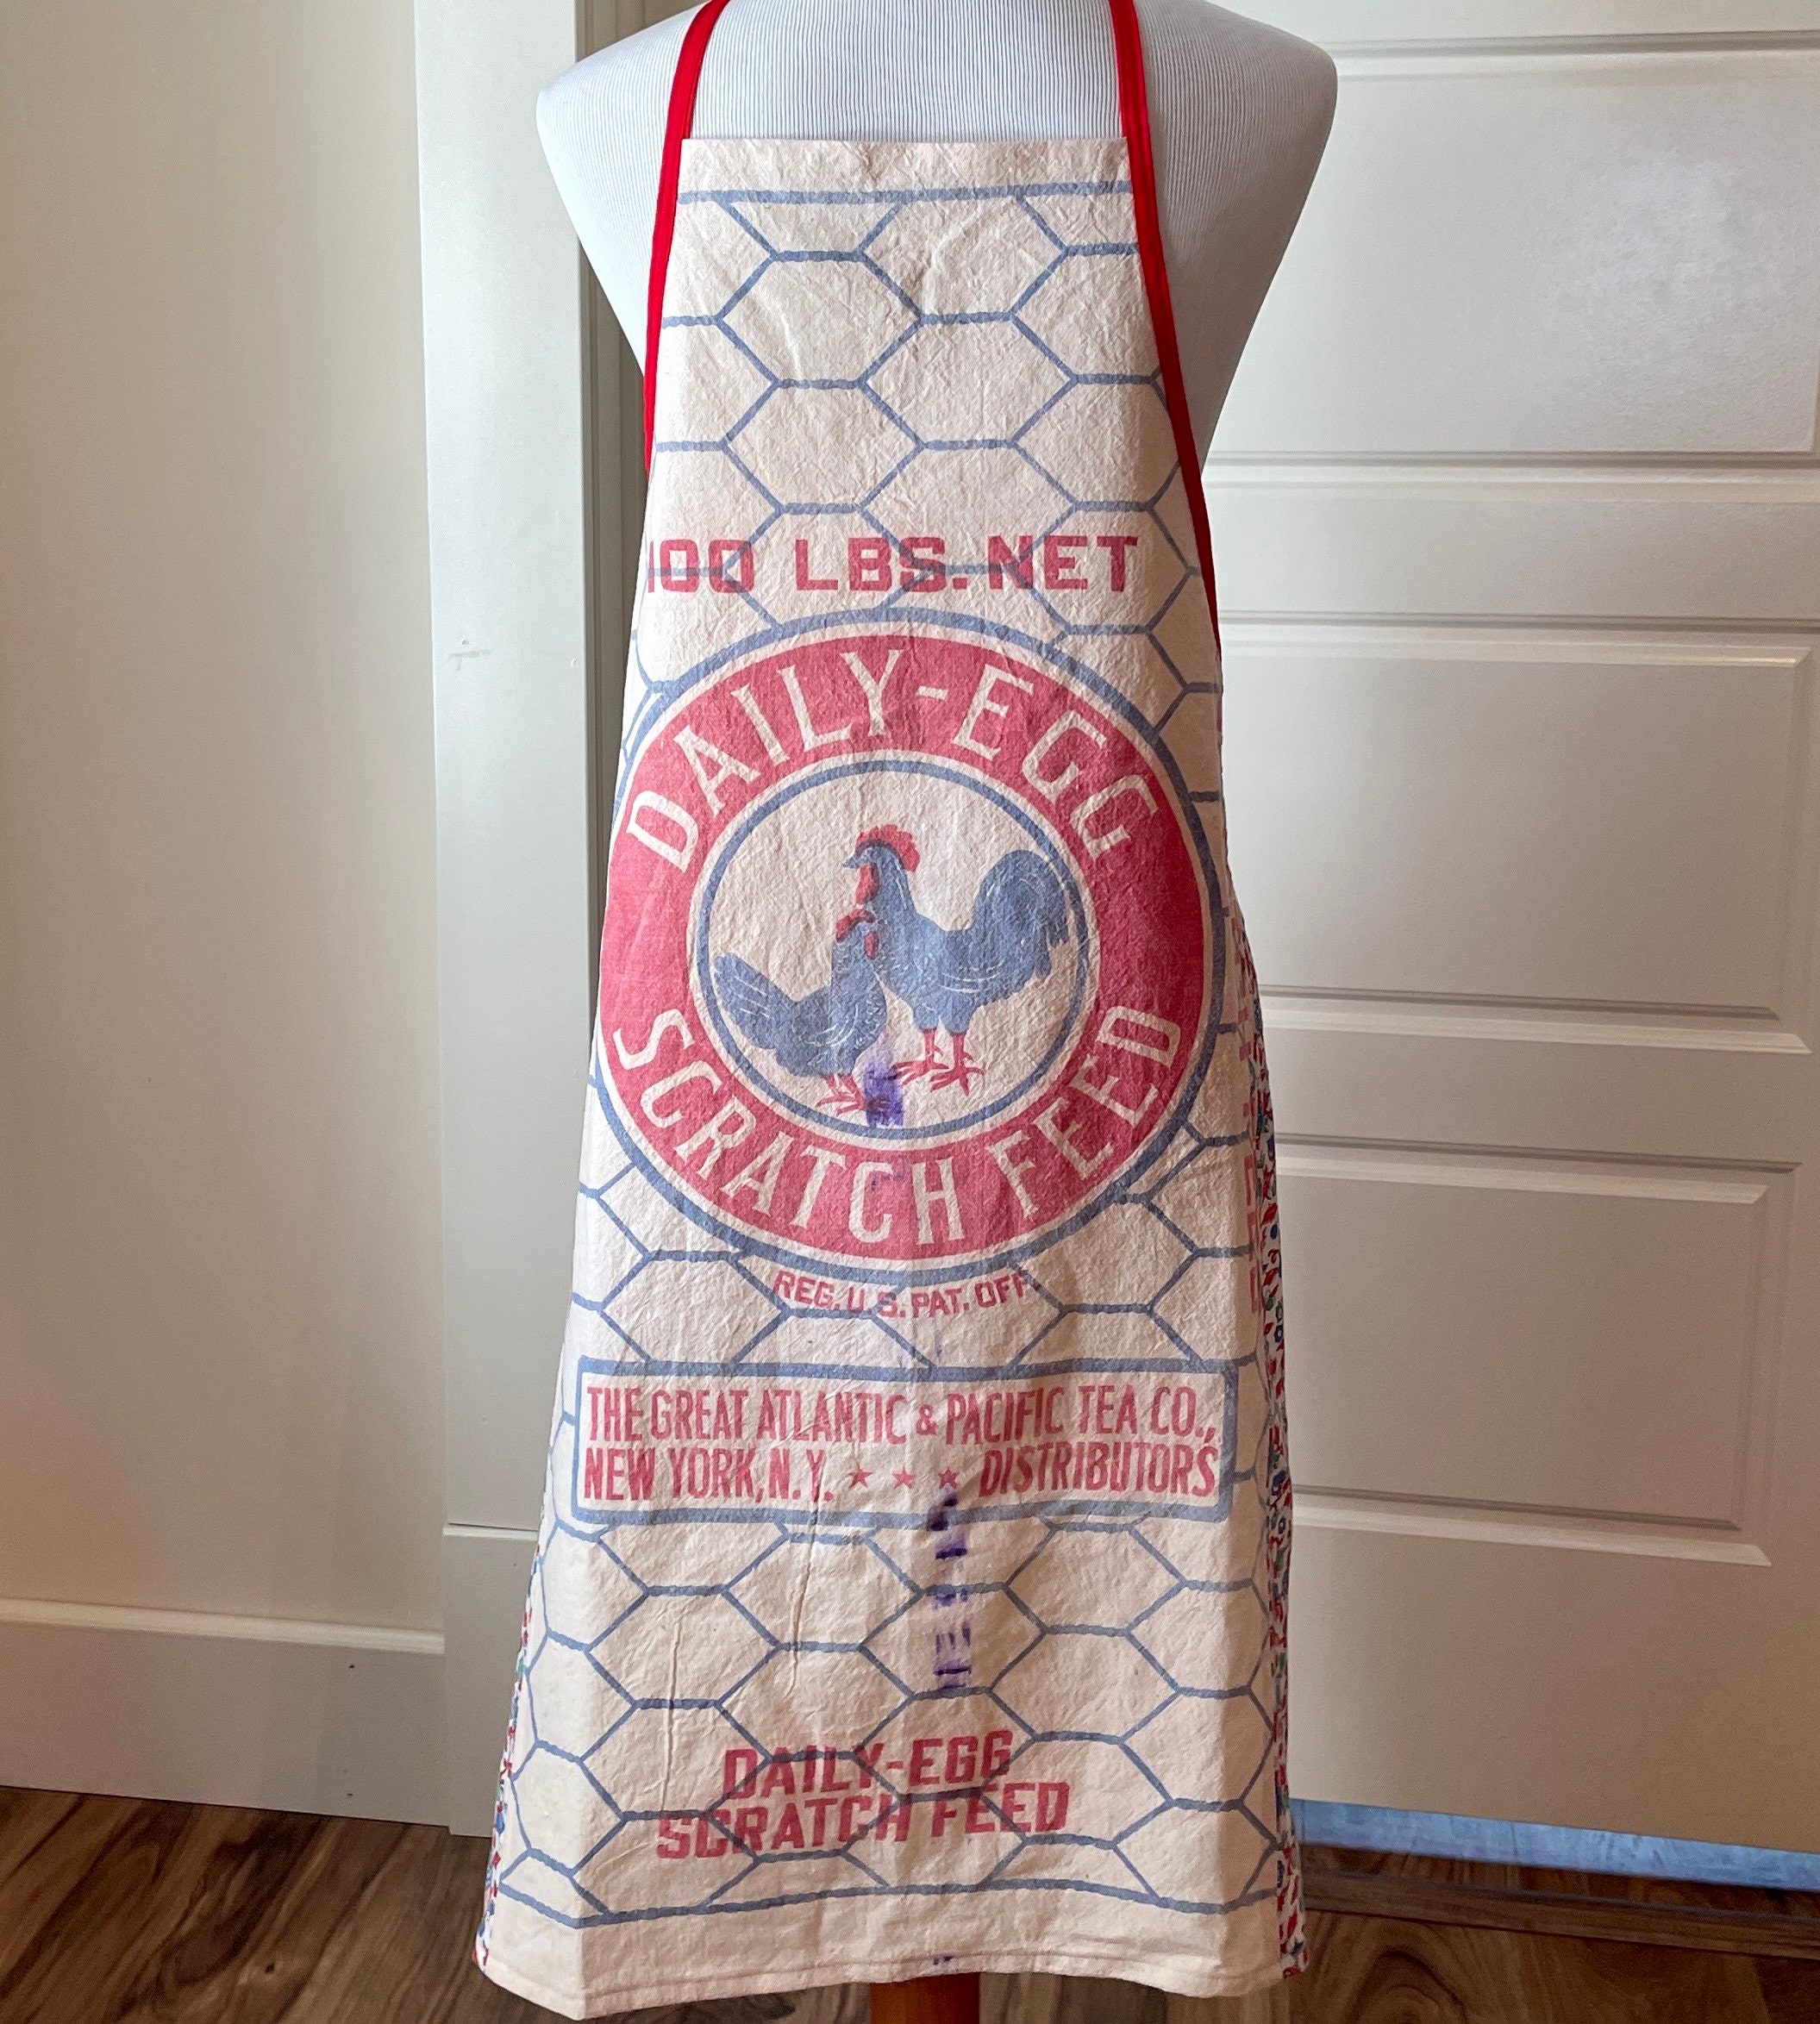 100 LBS. NET
DAILY-EGG
SCRATCH FEED
REG. U.S. PAT. OFF.
THE GREAT ATLANTIC & PACIFIC TEA CO.,
NEW YORK, N.Y. ★ ★ ★ DISTRIBUTORS
DAILY-EGG
SCRATCH FEED